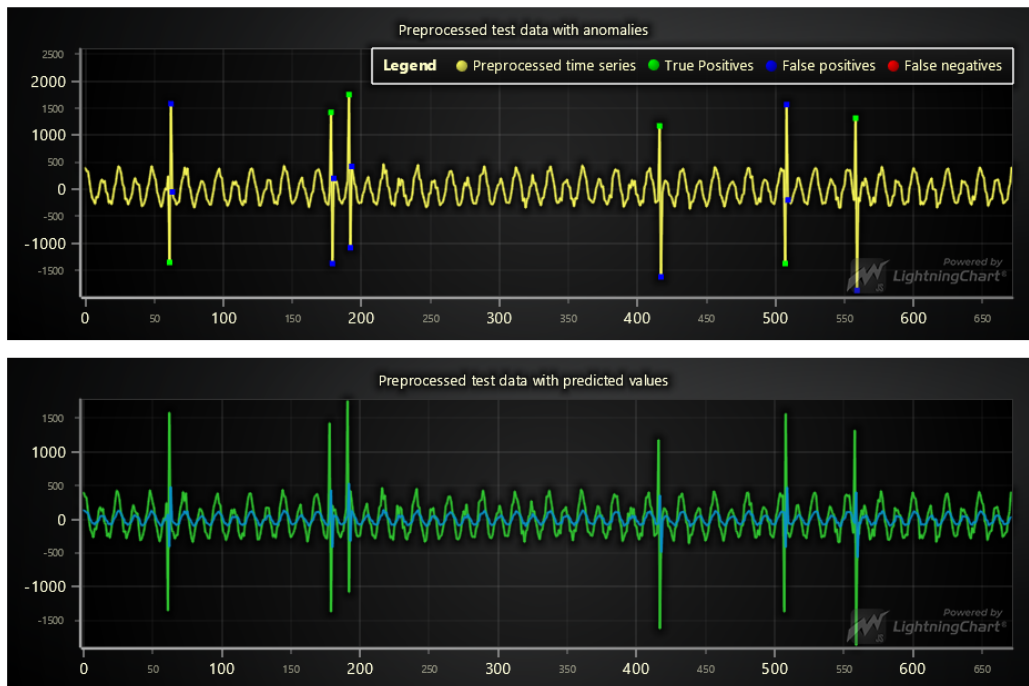 Preprocessed test data with anomalies
2500
Legend Preprocessed time series True Positives False positives False negatives
2000
1500
1000
500
0
-500
-1000
Powered by
-1500
LightningChart®
JS
0 50 100 150 200 250 300 350 400 450 500 550 600 650
Preprocessed test data with predicted values
1500
1000
500
0
-500
-1000
Powered by
-1500
LightningChart®
JS
0 50 100 150 200 250 300 350 400 450 500 550 600 650